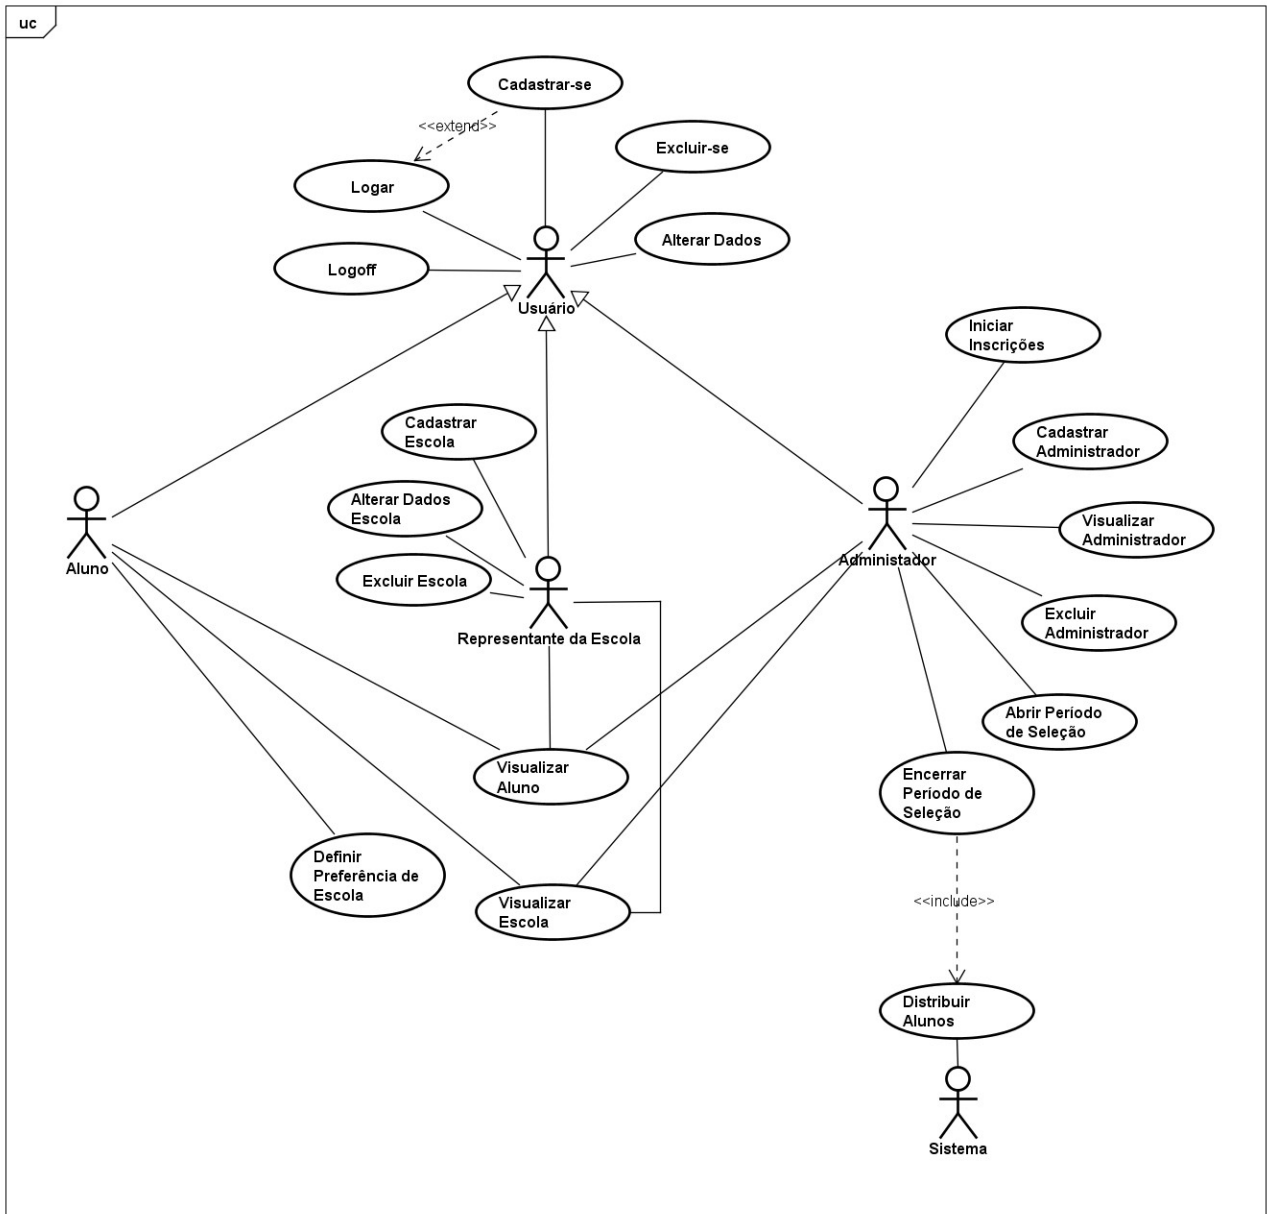 uc
Cadastrar-se
<<extend>>
Excluir-se
Logar
Alterar Dados
Logoff
Usuário
Iniciar
Inscrições
Cadastrar
Escola
Cadastrar
Administrador
Alterar Dados
Escola
Visualizar
Administrador
Aluno
Administador
Excluir Escola
Representante da Escola
Excluir
Administrador
Abrir Período
de Seleção
Visualizar
Aluno
Encerrar
Período de
Seleção
Definir
Preferência de
Escola
Visualizar
Escola
<<include>>
Distribuir
Alunos
Sistema